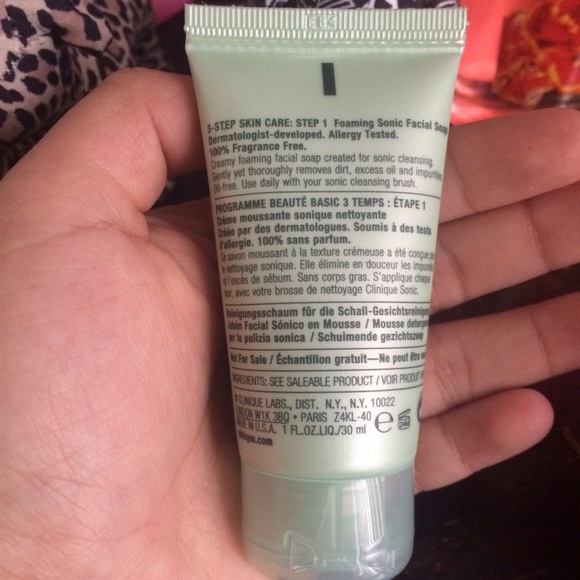 3-STEP SKIN CARE: STEP 1 Foaming Sonic Facial Soap
Dermatologist-developed. Allergy Tested.
100% Fragrance Free.
Creamy foaming facial soap created for sonic cleansing.
Gently yet thoroughly removes dirt, excess oil and impurities.
Oil-free. Use daily with your sonic cleansing brush.
PROGRAMME BEAUTÉ BASIC 3 TEMPS : ÉTAPE 1
Crème moussante sonique nettoyante
Créée par des dermatologues. Soumis à des tests
d'allergie. 100% sans parfum.
Ce savon moussant à la texture crémeuse a été conçue
le nettoyage sonique. Elle élimine en douceur les impuretés
et l'excès de sébum. Sans corps gras. S'applique chaque
jour, avec votre brosse de nettoyage Clinique Sonic.
Reinigungsschaum für die Schall-Gesichtsreinigung
Jabón Facial Sónico en Mousse / Mousse
per la pulizia sonica / Schuimende gezichtszeep
Not For Sale / Échantillon gratuit—Ne peut être
INGREDIENTS: SEE SALEABLE PRODUCT / VOIR PRODUIT
© CLINIQUE LABS., DIST. N.Y., N.Y. 10022
LONDON W1K 3BQ • PARIS Z4KL-40
MADE IN U.S.A. 1 FL.OZ.LIQ./30 ml e 24M
clinique.com